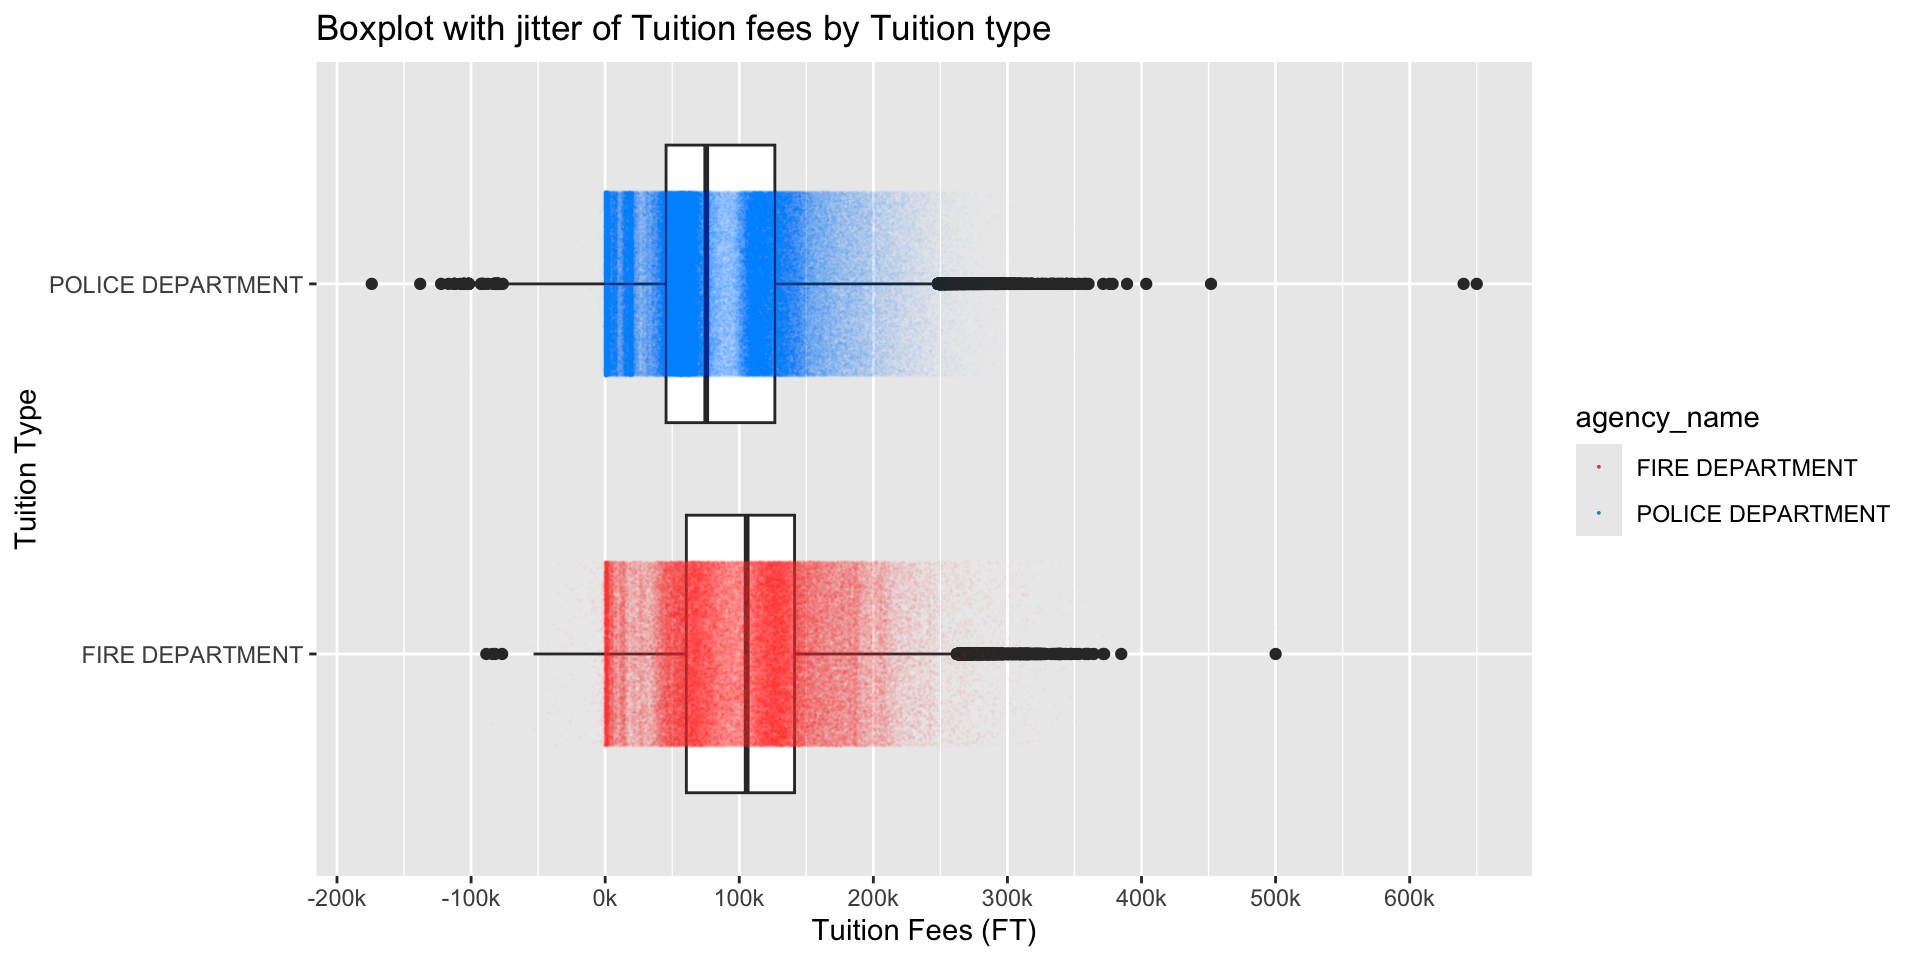 Boxplot with jitter of Tuition fees by Tuition type
Tuition Type
POLICE DEPARTMENT
FIRE DEPARTMENT
-200k -100k 0k 100k 200k 300k 400k 500k 600k
Tuition Fees (FT)
agency_name
FIRE DEPARTMENT
POLICE DEPARTMENT